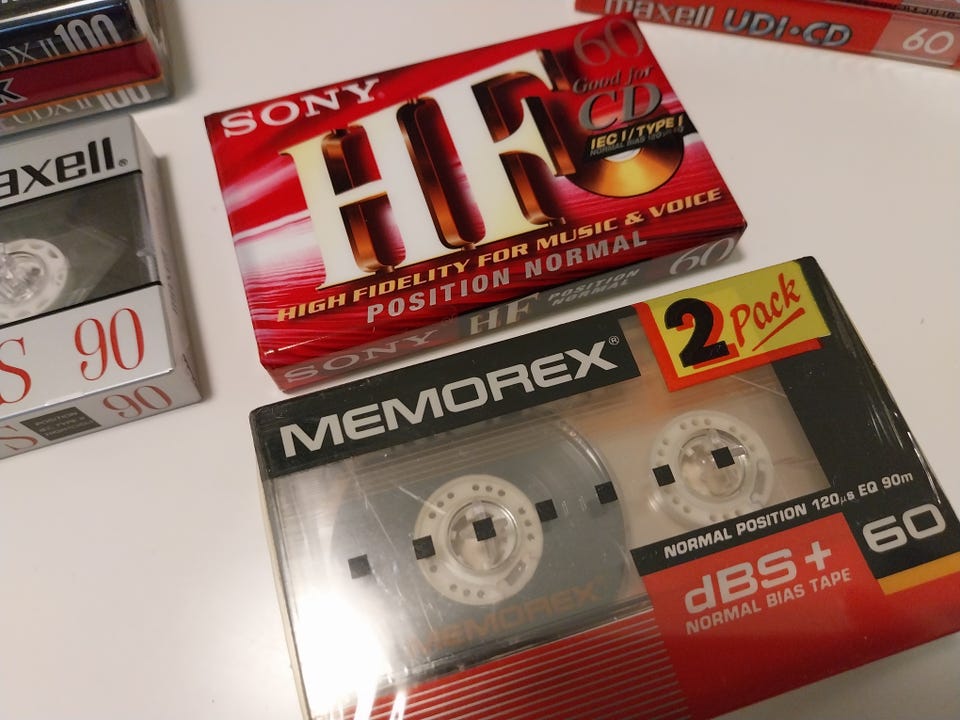 UDX II 100
UDX II 100
maxell UDI•CD 60
axell®
S 90
S 90
SONY
60
Good for
CD
IEC I / TYPE I
HF
HIGH FIDELITY FOR MUSIC & VOICE
POSITION NORMAL
SONY HF POSITION NORMAL 60
MEMOREX®
2 Pack
NORMAL POSITION 120µs EQ 90m
60
dBS+
NORMAL BIAS TAPE
MEMOREX